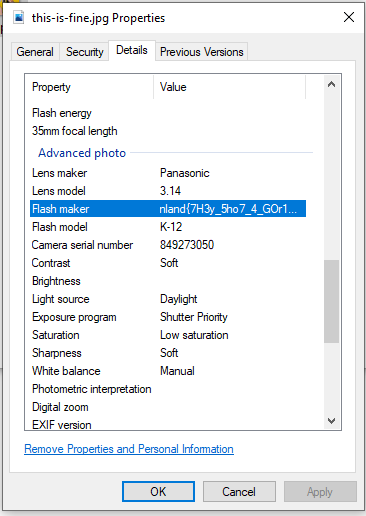 this-is-fine.jpg Properties
General Security Details Previous Versions
Property Value
Flash energy
35mm focal length
Advanced photo
Lens maker Panasonic
Lens model 3.14
Flash maker nland{7H3y_5ho7_4_GOr1...
Flash model K-12
Camera serial number 849273050
Contrast Soft
Brightness
Light source Daylight
Exposure program Shutter Priority
Saturation Low saturation
Sharpness Soft
White balance Manual
Photometric interpretation
Digital zoom
EXIF version
Remove Properties and Personal Information
OK Cancel Apply